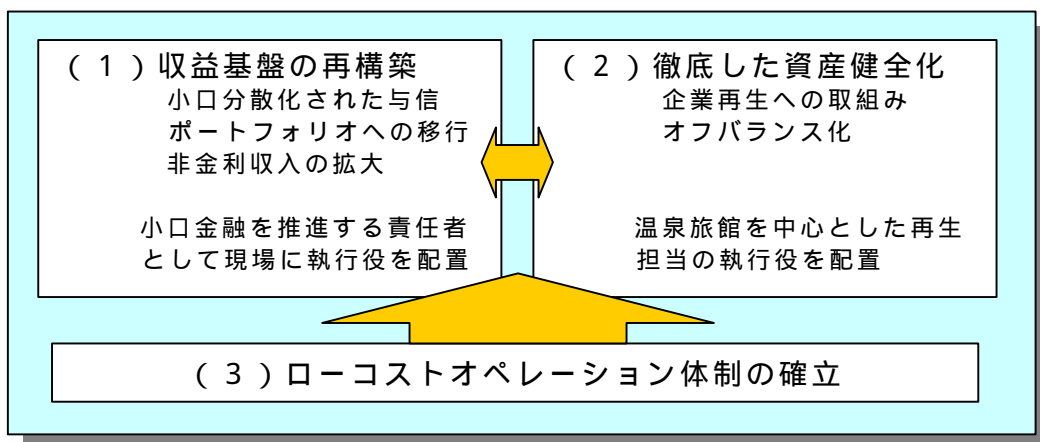 (1)収益基盤の再構築
小口分散化された与信
ポートフォリオへの移行
非金利収入の拡大
小口金融を推進する責任者
として現場に執行役を配置
(2)徹底した資産健全化
企業再生への取組み
オフバランス化
温泉旅館を中心とした再生
担当の執行役を配置
(3)ローコストオペレーション体制の確立